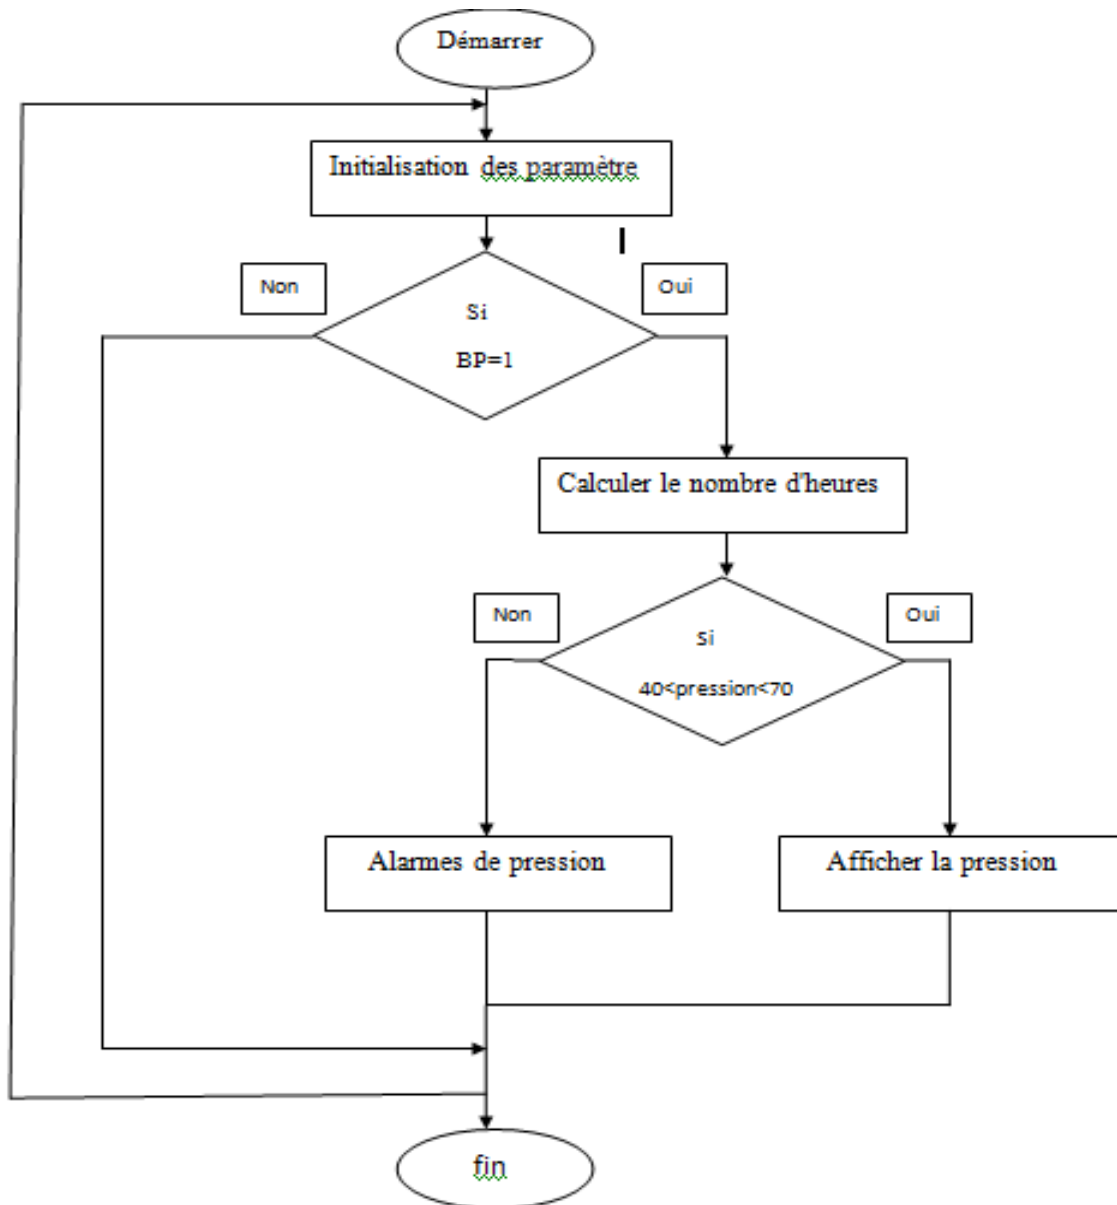 Démarrer
Initialisation des paramètre
Non
Oui
Si
BP=1
Calculer le nombre d'heures
Non
Oui
Si
40<pression<70
Alarmes de pression
Afficher la pression
fin